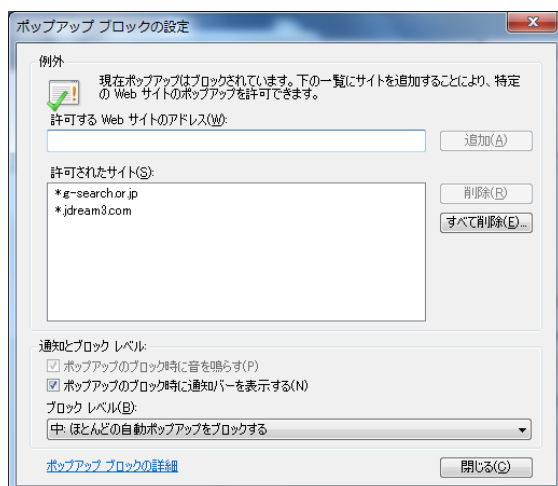 ポップアップ ブロックの設定
例外
現在ポップアップはブロックされています。下の一覧にサイトを追加することにより、特定
の Web サイトのポップアップを許可できます。
許可する Web サイトのアドレス(W):
追加(A)
許可されたサイト(S):
*g-search.or.jp
*.jdream3.com
削除(R)
すべて削除(E)...
通知とブロック レベル:
ポップアップのブロック時に音を鳴らす(P)
ポップアップのブロック時に通知バーを表示する(N)
ブロック レベル(B):
中: ほとんどの自動ポップアップをブロックする
ポップアップ ブロックの詳細
閉じる(C)